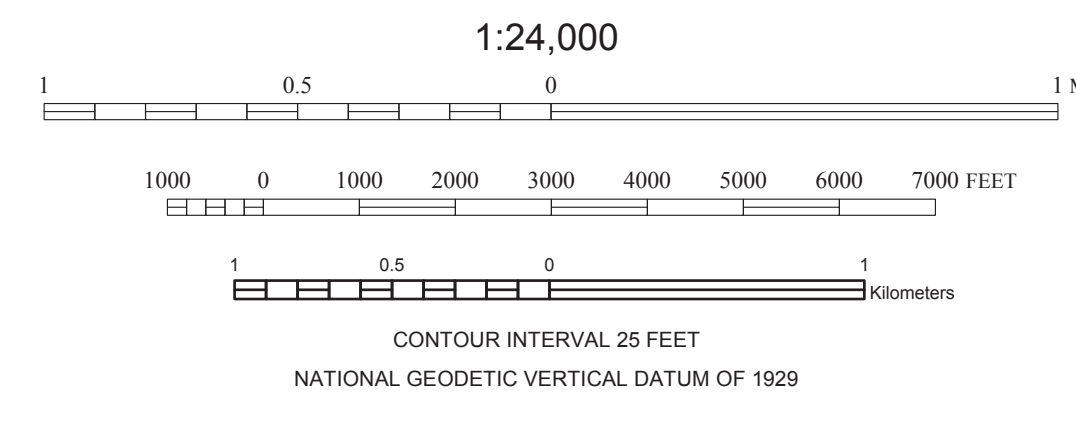 1:24,000
1 0.5 0 1
1000 0 1000 2000 3000 4000 5000 6000 7000 FEET
1 0.5 0 1
Kilometers
CONTOUR INTERVAL 25 FEET
NATIONAL GEODETIC VERTICAL DATUM OF 1929